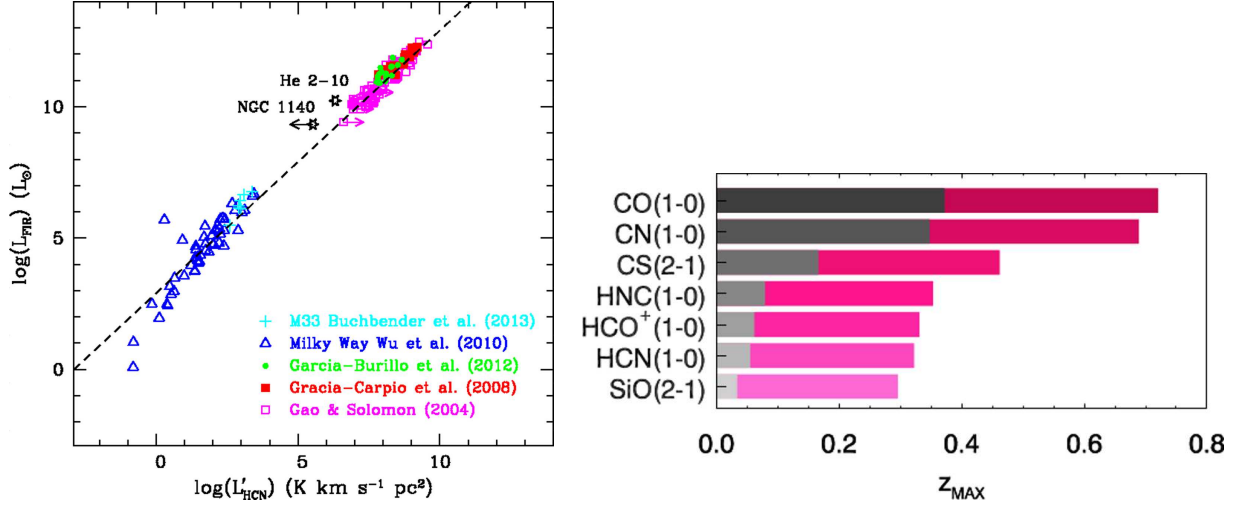 He 2-10
NGC 1140
M33 Buchbender et al. (2013)
Milky Way Wu et al. (2010)
Garcia-Burillo et al. (2012)
Gracia-Carpio et al. (2008)
Gao & Solomon (2004)
log(L_FIR) (L_⊙)
10
5
0
0
5
10
log(L'_HCN) (K km s⁻¹ pc²)
CO(1-0)
CN(1-0)
CS(2-1)
HNC(1-0)
HCO⁺(1-0)
HCN(1-0)
SiO(2-1)
0.0 0.2 0.4 0.6 0.8
z_MAX